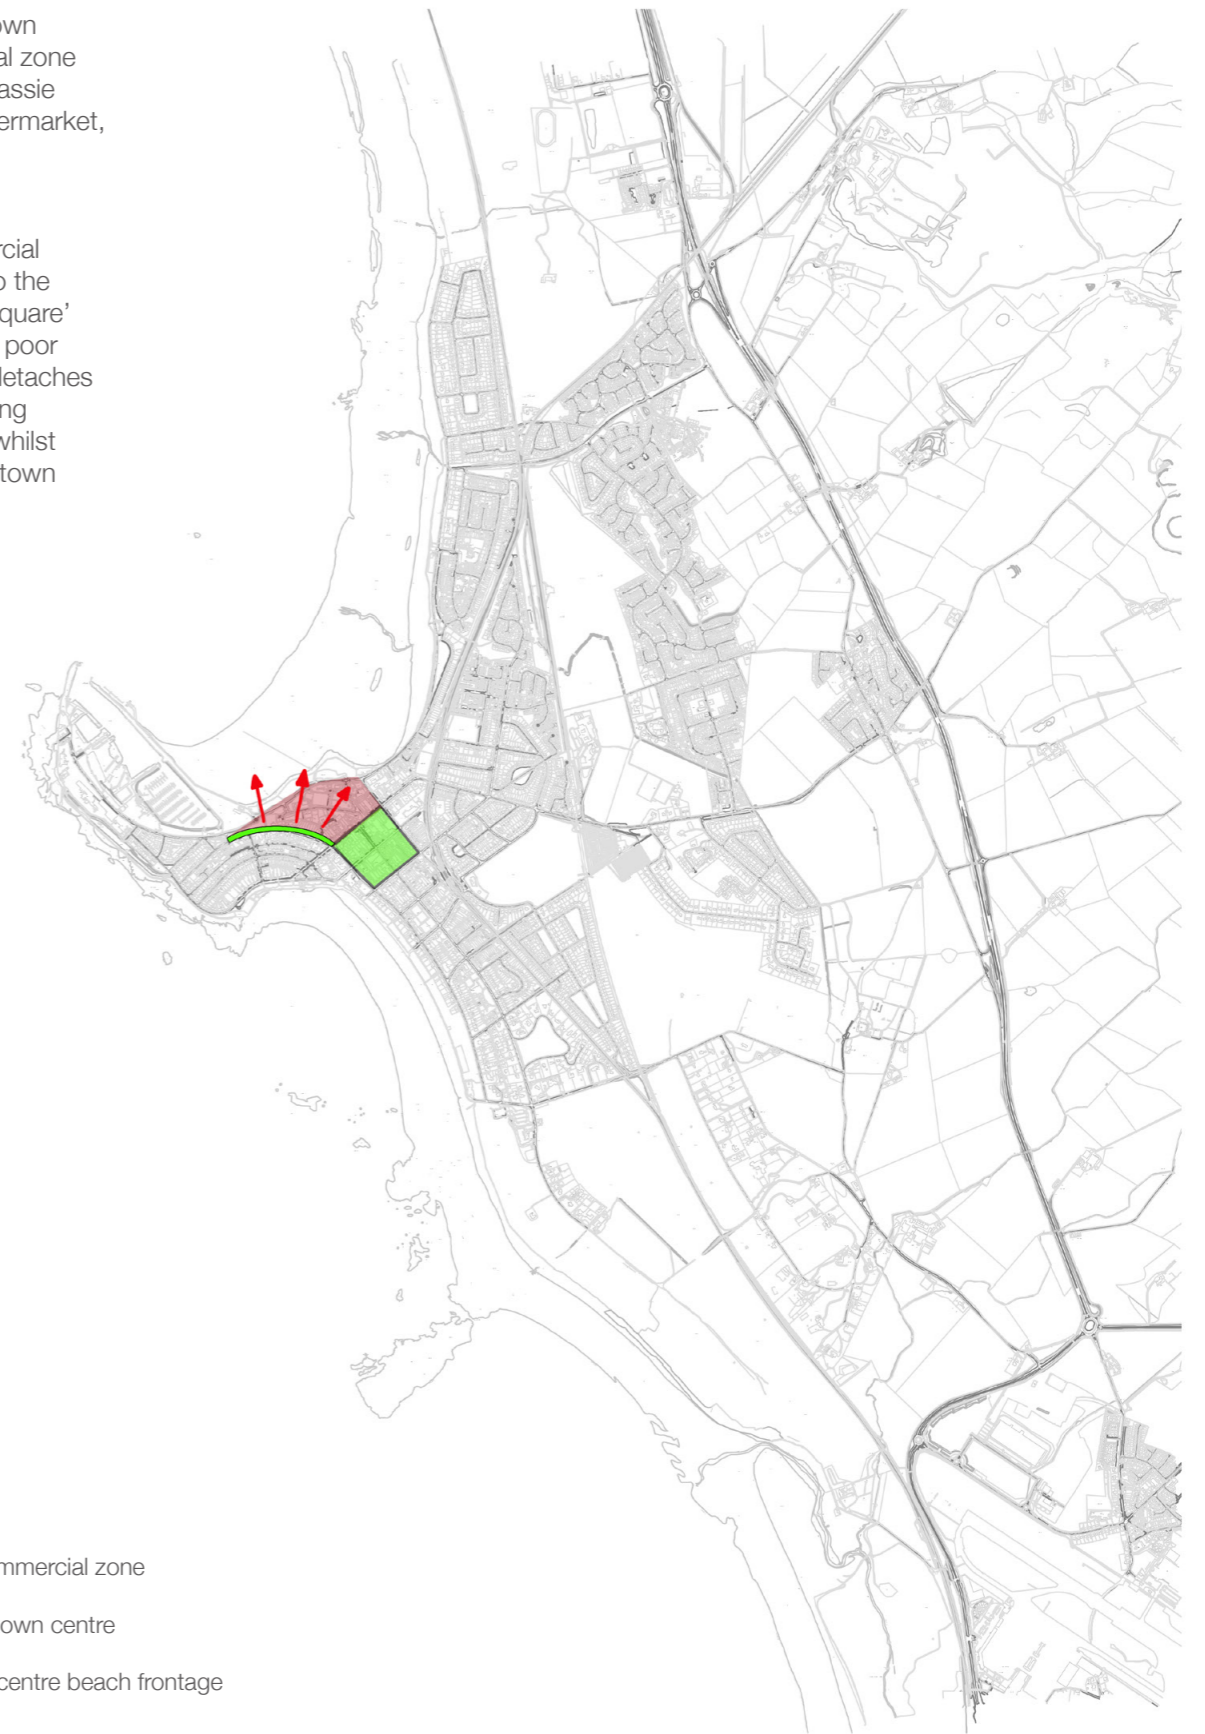 own
al zone
assie
ermarket,
rcial
o the
quare’
poor
detaches
ng
whilst
town
mmercial zone
own centre
centre beach frontage